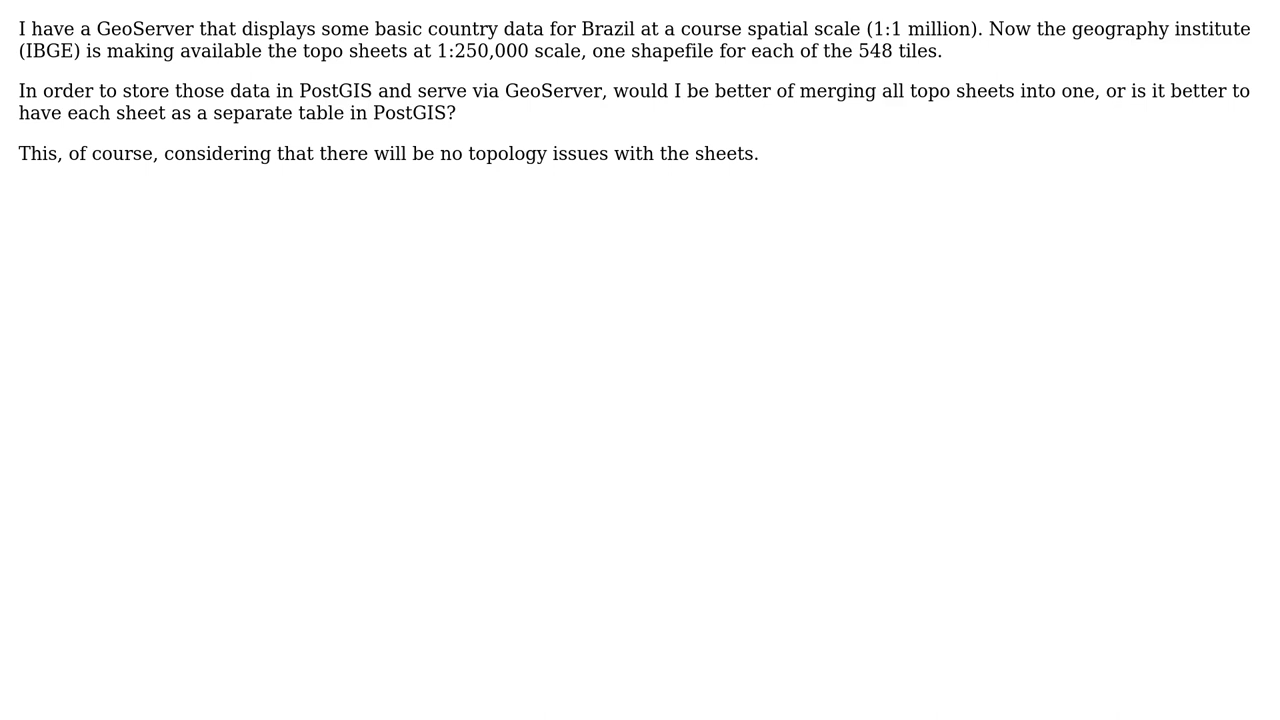 I have a GeoServer that displays some basic country data for Brazil at a course spatial scale (1:1 million). Now the geography institute
(IBGE) is making available the topo sheets at 1:250,000 scale, one shapefile for each of the 548 tiles.
In order to store those data in PostGIS and serve via GeoServer, would I be better of merging all topo sheets into one, or is it better to
have each sheet as a separate table in PostGIS?
This, of course, considering that there will be no topology issues with the sheets.